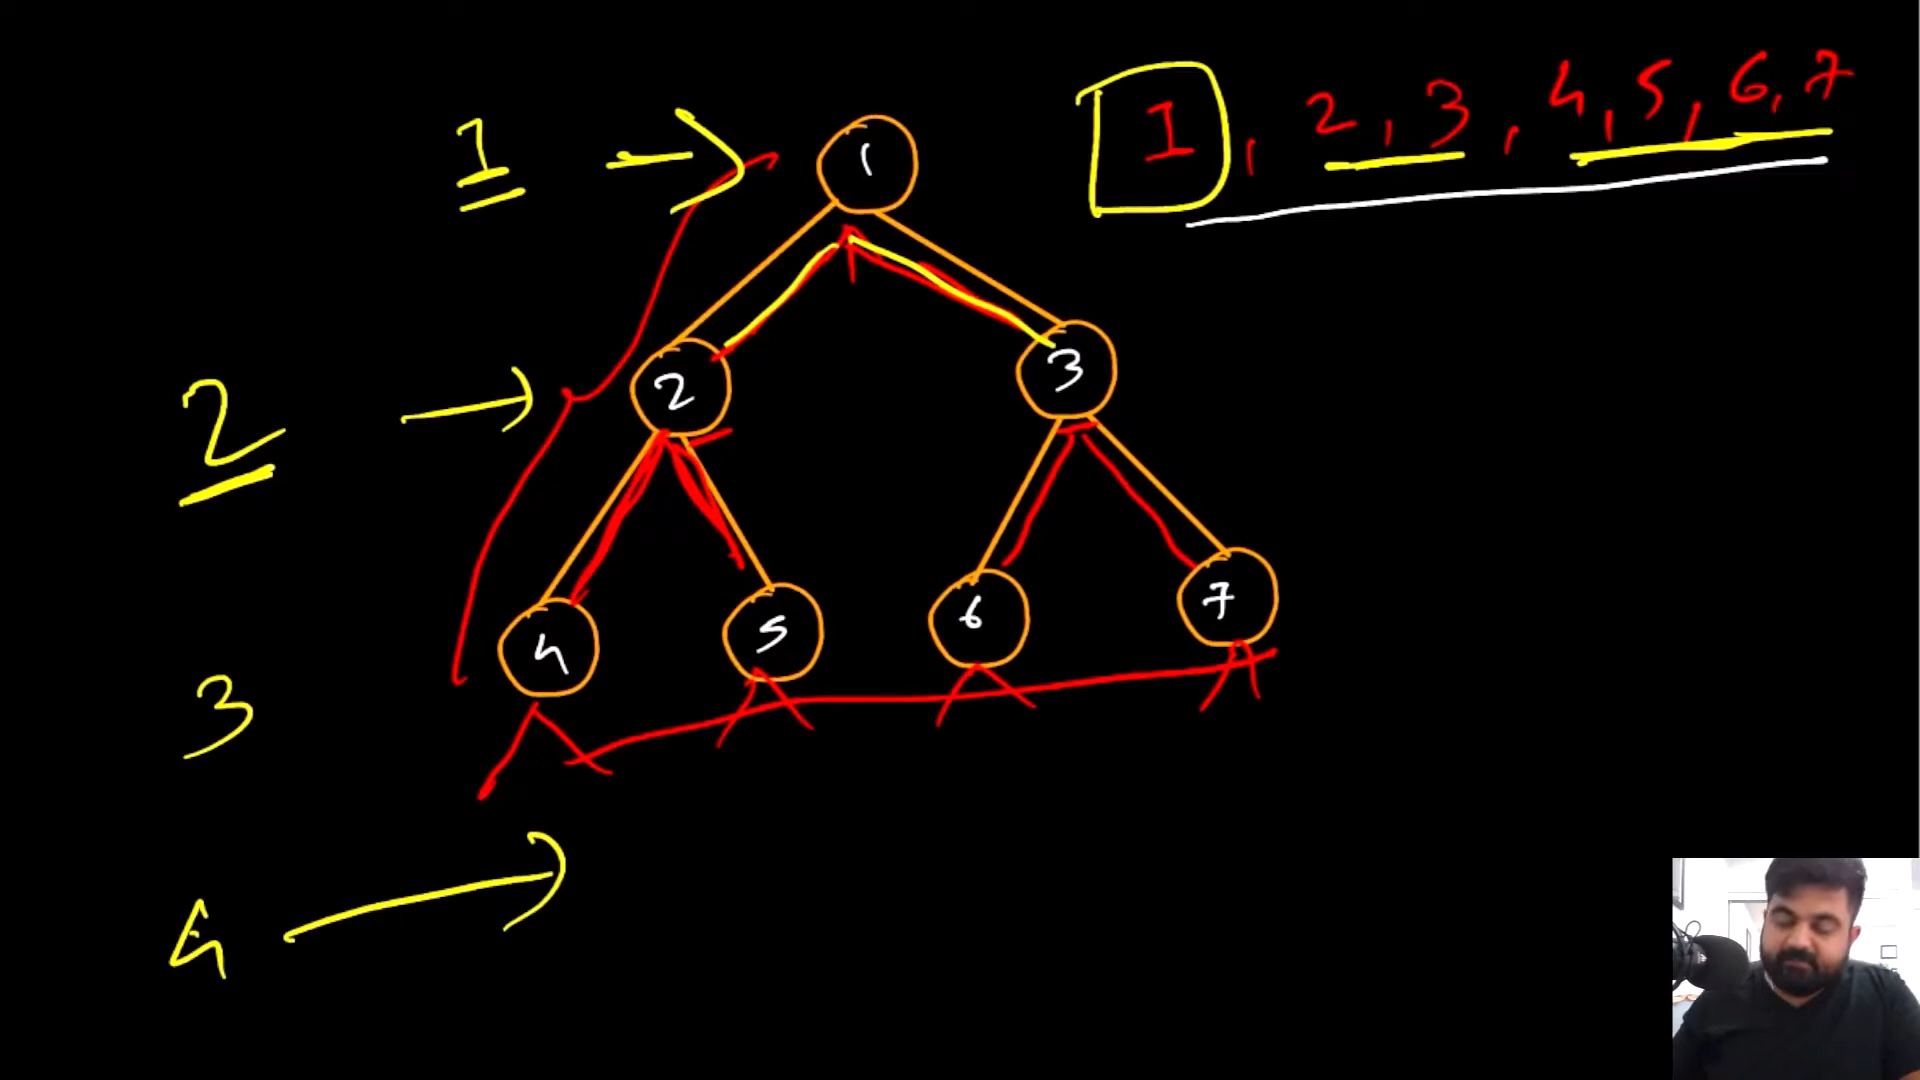 1 → 1
1, 2, 3, 4, 5, 6, 7
2 → 2 3
3 4 5 6 7
4 →